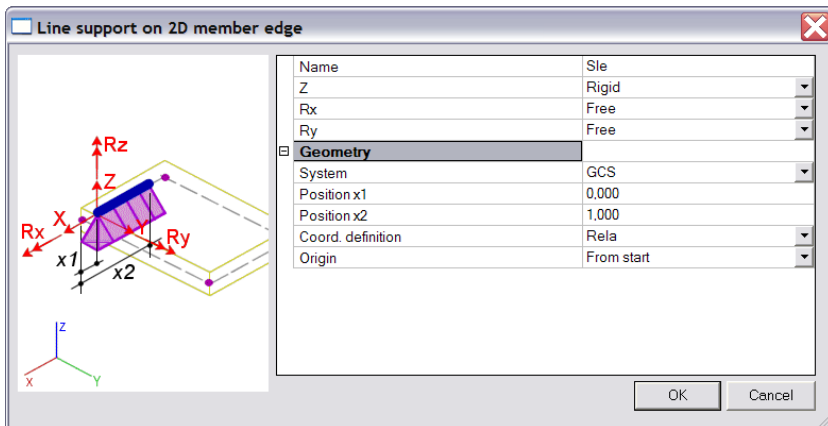 Line support on 2D member edge
Name Sle
Z Rigid
Rx Free
Ry Free
Geometry
System GCS
Position x1 0,000
Position x2 1,000
Coord. definition Rela
Origin From start
Rz
Z
X
Y
Rx
Ry
x1
x2
Z
X
Y
OK Cancel